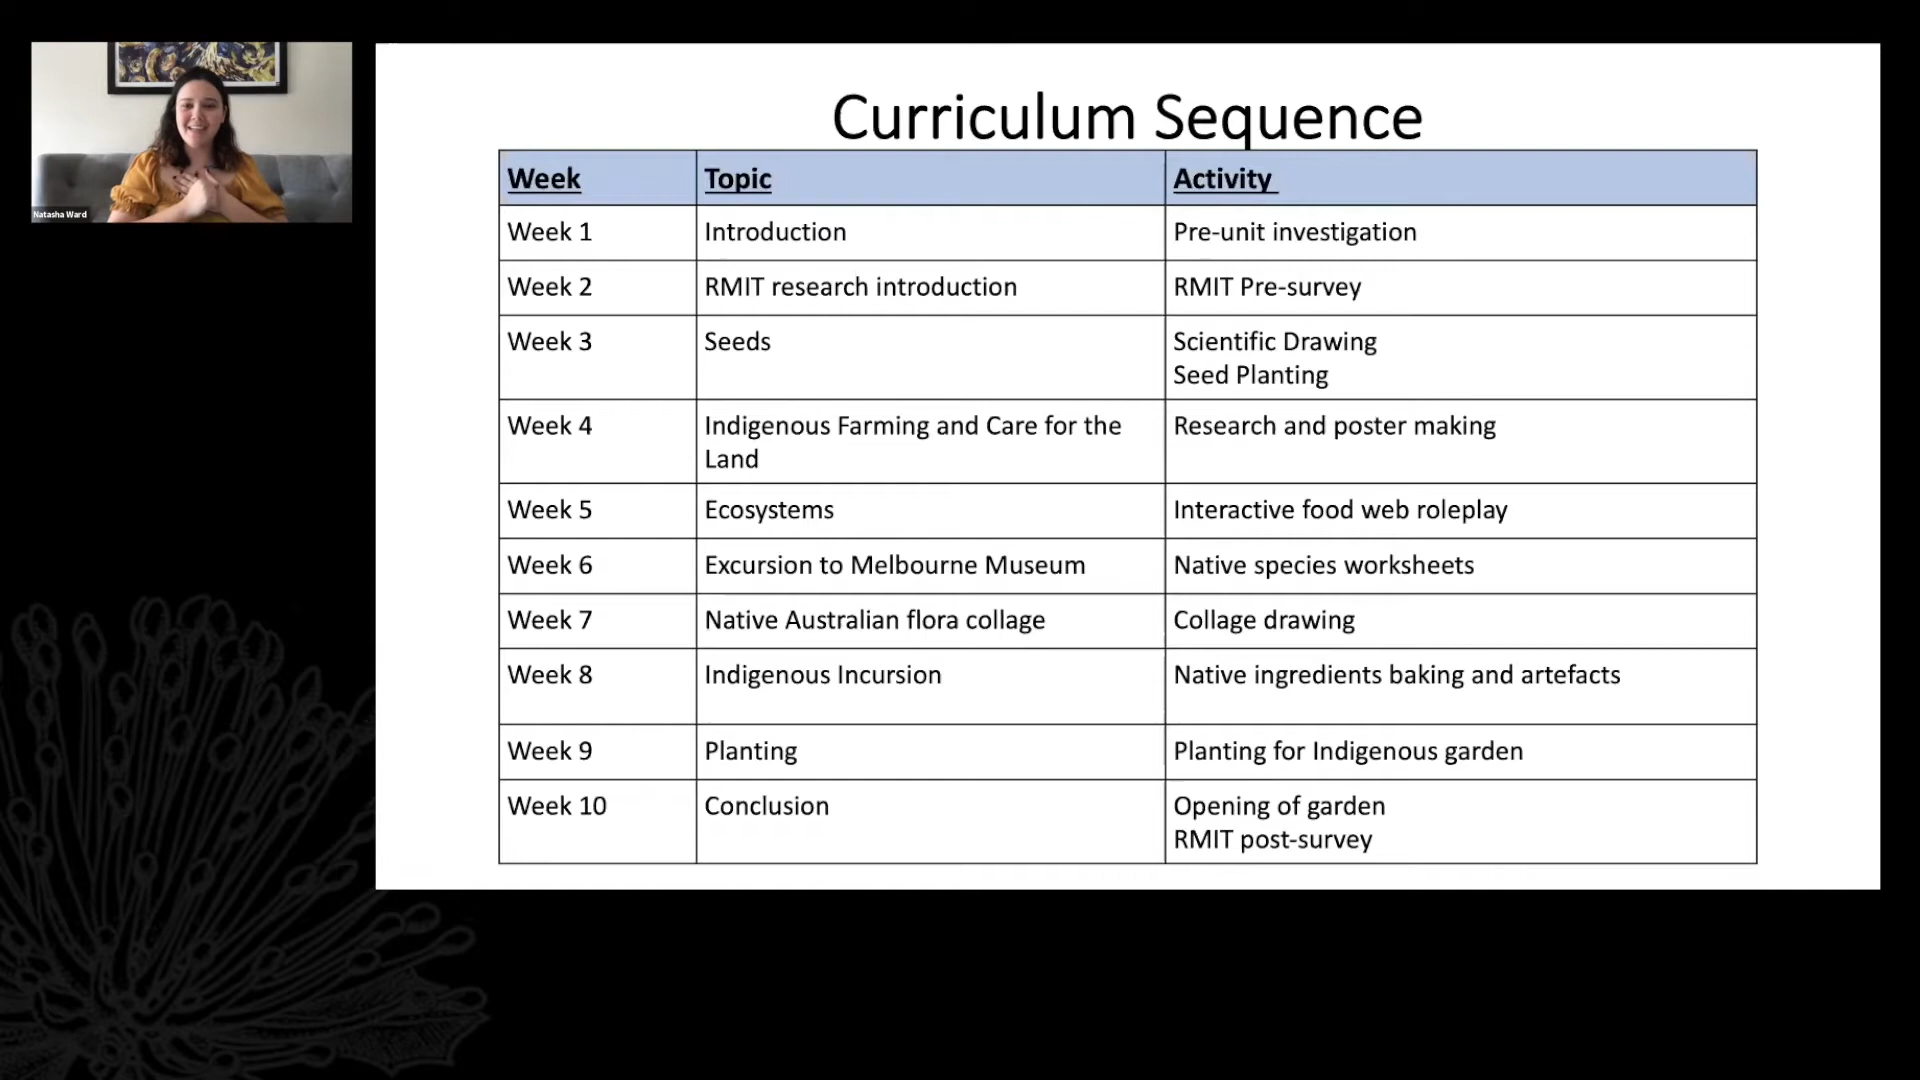 Natasha Ward
Curriculum Sequence
Week Topic Activity
Week 1 Introduction Pre-unit investigation
Week 2 RMIT research introduction RMIT Pre-survey
Week 3 Seeds Scientific Drawing
Seed Planting
Week 4 Indigenous Farming and Care for the Research and poster making
Land
Week 5 Ecosystems Interactive food web roleplay
Week 6 Excursion to Melbourne Museum Native species worksheets
Week 7 Native Australian flora collage Collage drawing
Week 8 Indigenous Incursion Native ingredients baking and artefacts
Week 9 Planting Planting for Indigenous garden
Week 10 Conclusion Opening of garden
RMIT post-survey